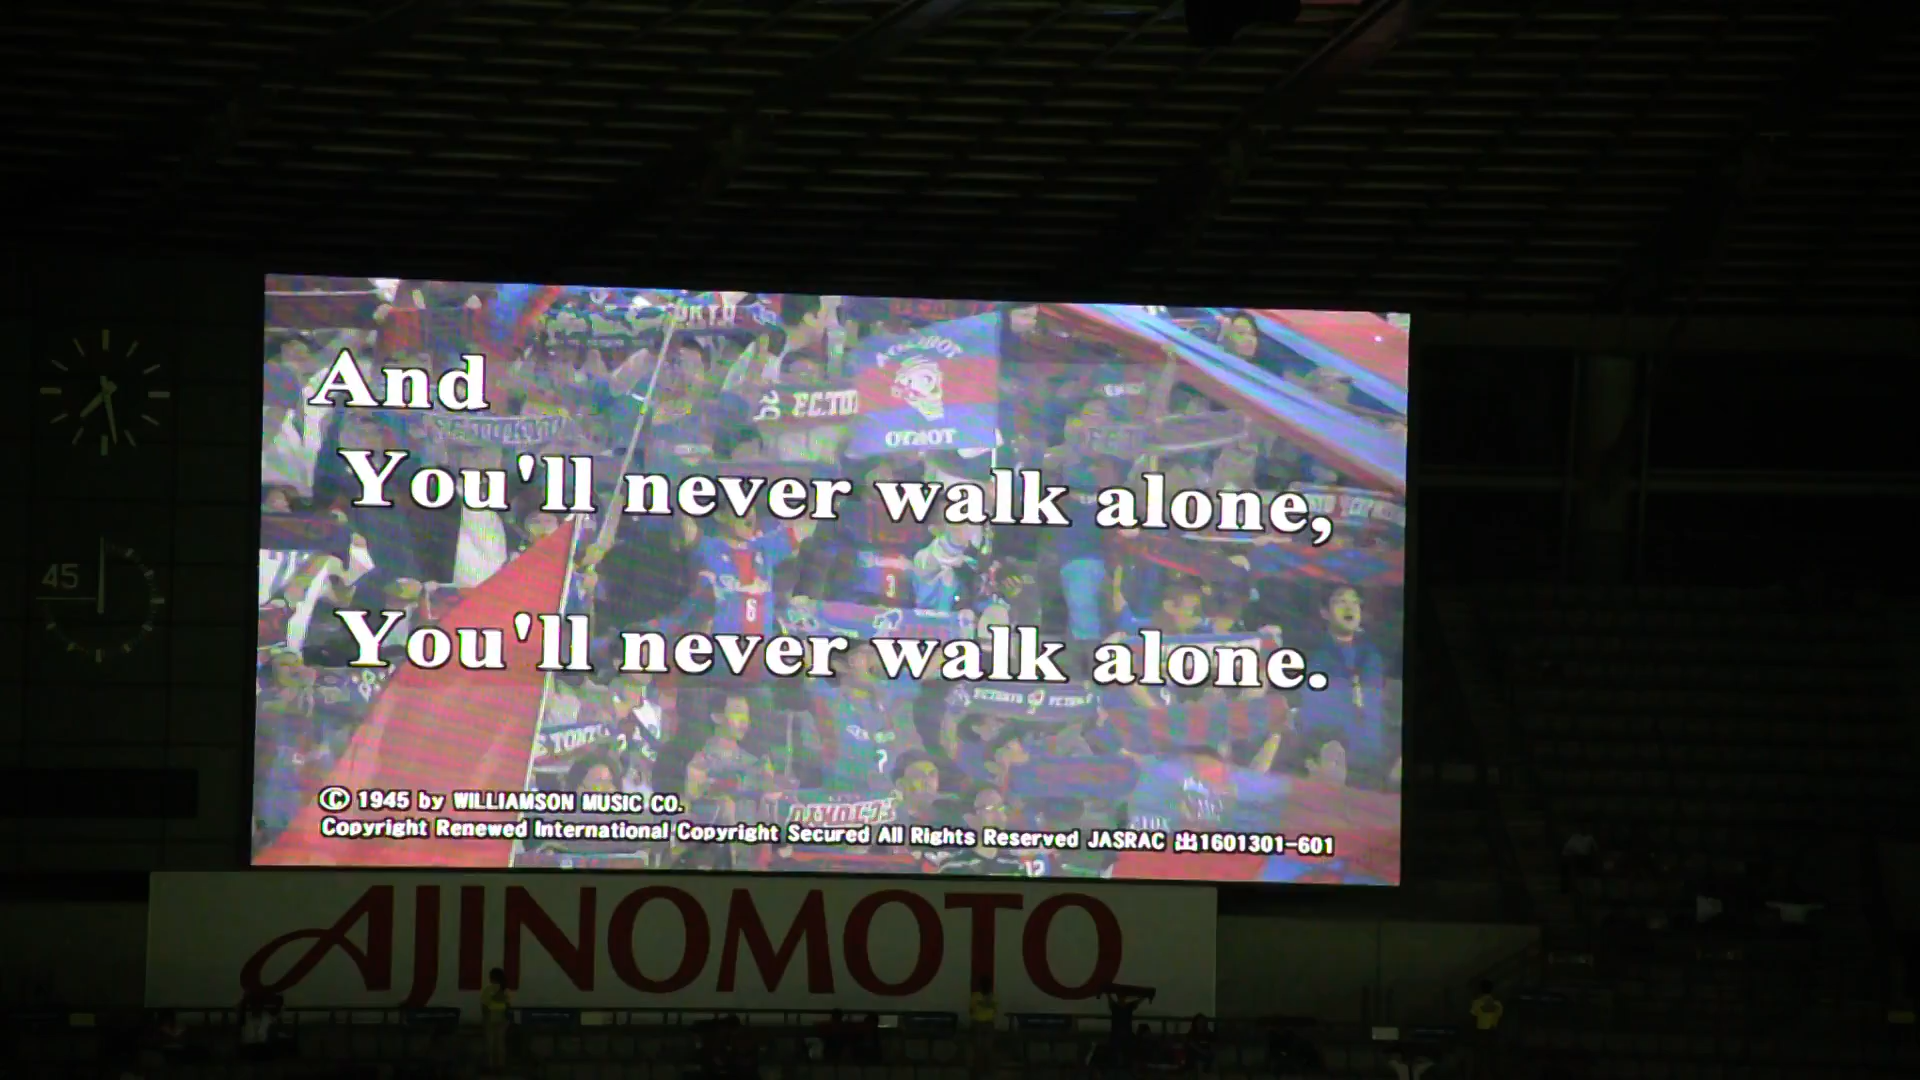 And
You'll never walk alone,
You'll never walk alone.
© 1945 by WILLIAMSON MUSIC CO.
Copyright Renewed International Copyright Secured All Rights Reserved JASRAC 出1601301-601
45
AJINOMOTO